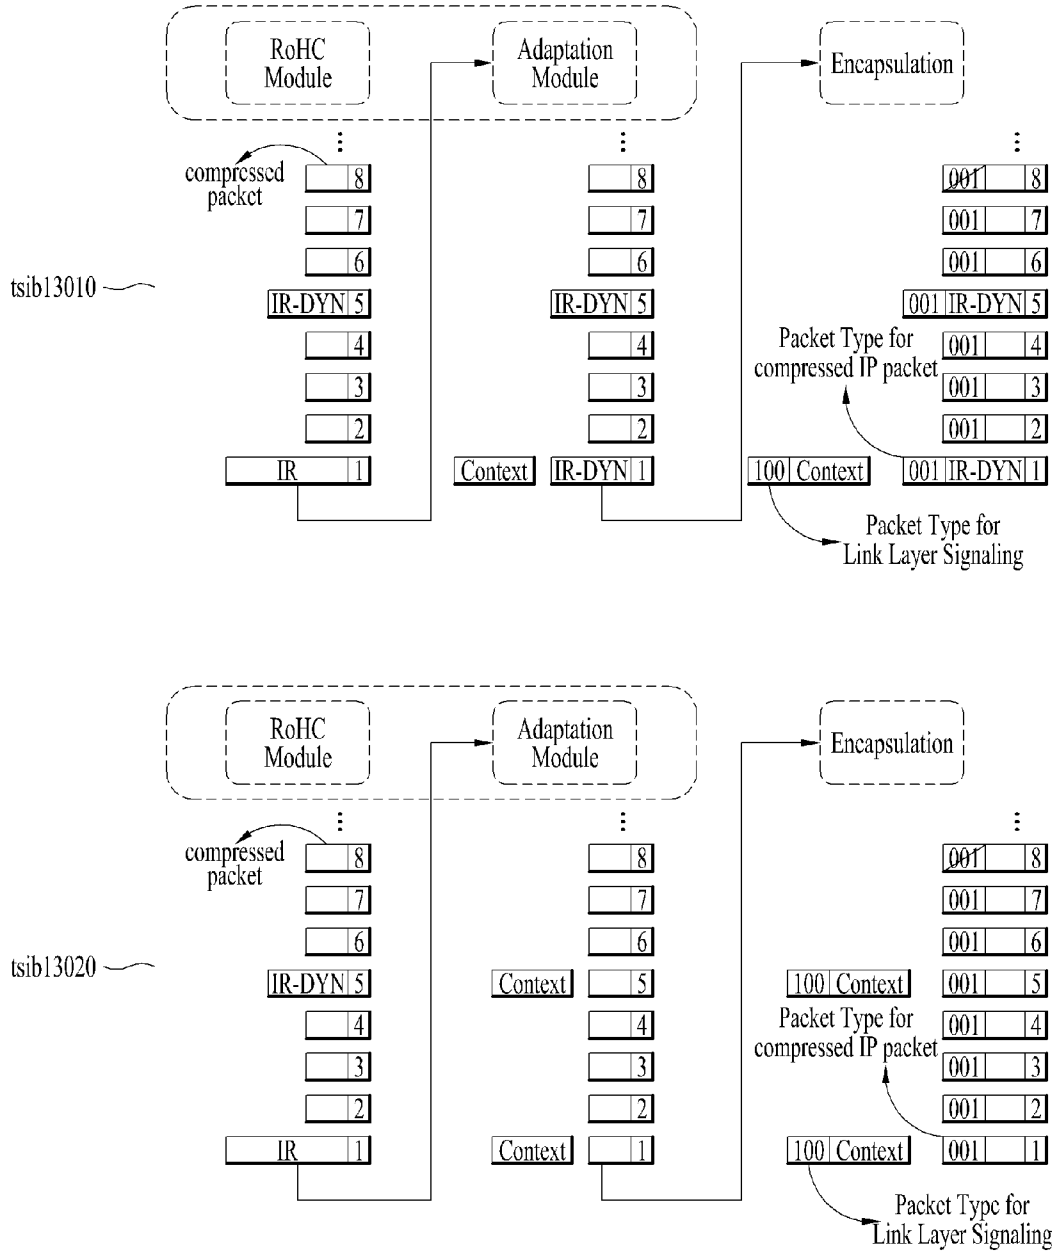 RoHC
Module
Adaptation
Module
Encapsulation
compressed
packet
8
8
001 8
7
7
001 7
6
6
001 6
tsib13010
IR-DYN 5
IR-DYN 5
001 IR-DYN 5
4
4
Packet Type for
compressed IP packet
001 4
3
3
001 3
2
2
001 2
IR 1
Context
IR-DYN 1
100 Context
001 IR-DYN 1
Packet Type for
Link Layer Signaling
RoHC
Module
Adaptation
Module
Encapsulation
compressed
packet
8
8
001 8
7
7
001 7
6
6
001 6
tsib13020
IR-DYN 5
Context
5
100 Context
001 5
4
4
Packet Type for
compressed IP packet
001 4
3
3
001 3
2
2
001 2
IR 1
Context
1
100 Context
001 1
Packet Type for
Link Layer Signaling